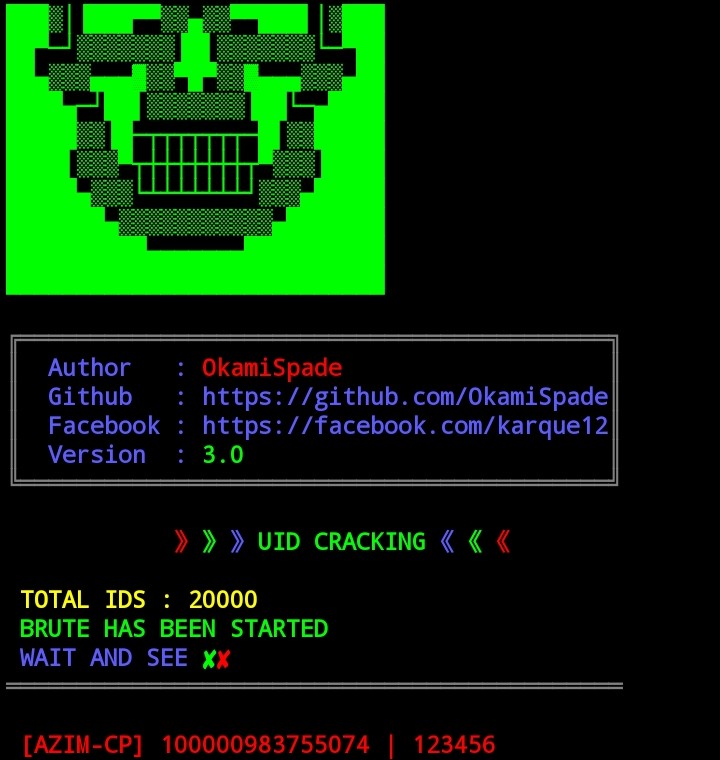 Author : OkamiSpade
Github : https://github.com/OkamiSpade
Facebook : https://facebook.com/karque12
Version : 3.0
》 》 》 UID CRACKING 《 《 《
TOTAL IDS : 20000
BRUTE HAS BEEN STARTED
WAIT AND SEE ✘✘
[AZIM-CP] 100000983755074 | 123456